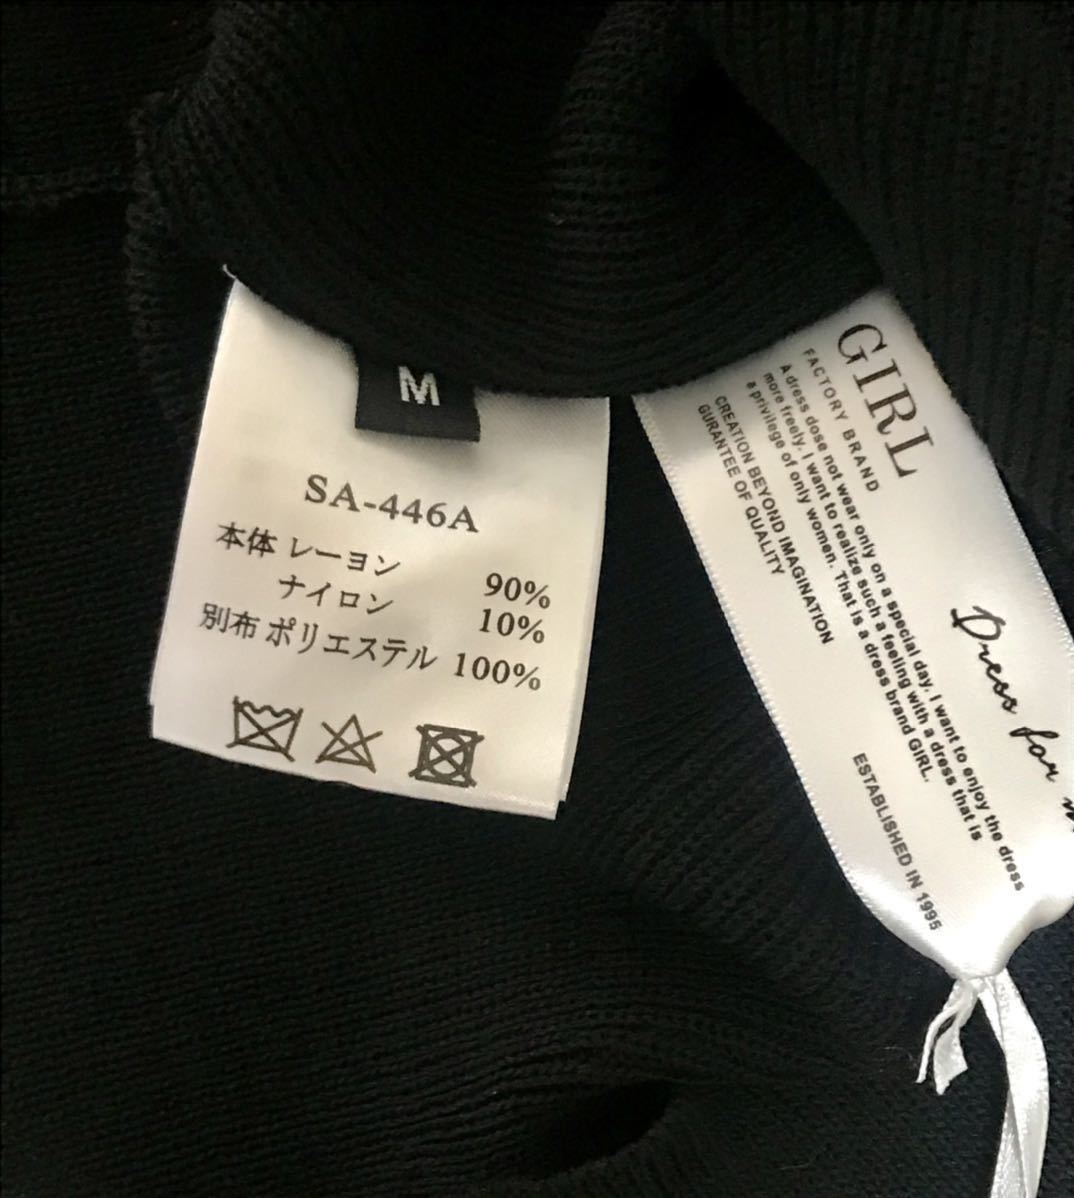 M
SA-446A
本体 レーヨン 90%
ナイロン 10%
別布 ポリエステル 100%
GIRL
FACTORY BRAND
A dress dose not wear only on a special day. I want to enjoy the dress
more freely. I want to realize such a feeling with a dress that is
a privilege of only women. That is a dress brand GIRL.
CREATION BEYOND IMAGINATION
GURANTEE OF QUALITY
ESTABLISHED IN 1995
Dress for